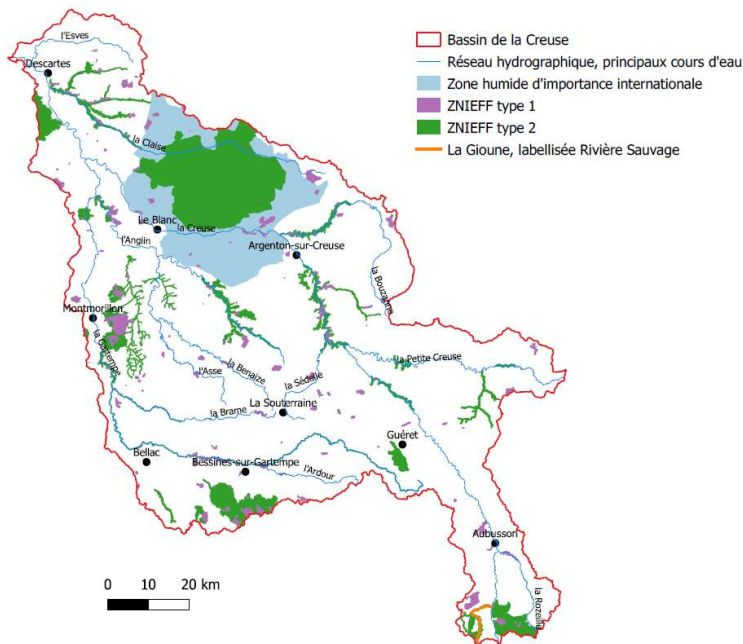 Bassin de la Creuse
Réseau hydrographique, principaux cours d'eau
Zone humide d'importance internationale
ZNIEFF type 1
ZNIEFF type 2
La Gioune, labellisée Rivière Sauvage
l'Esves
Descartes
la Claise
Le Blanc
la Creuse
l'Anglin
Argenton-sur-Creuse
la Bouzanne
Montmorillon
la Gartempe
la Petite Creuse
la Benaize
l'Asse
la Sédelle
la Brame
La Souterraine
Guéret
Bellac
Bessines-sur-Gartempe
l'Ardour
Aubusson
la Rozeille
0 10 20 km